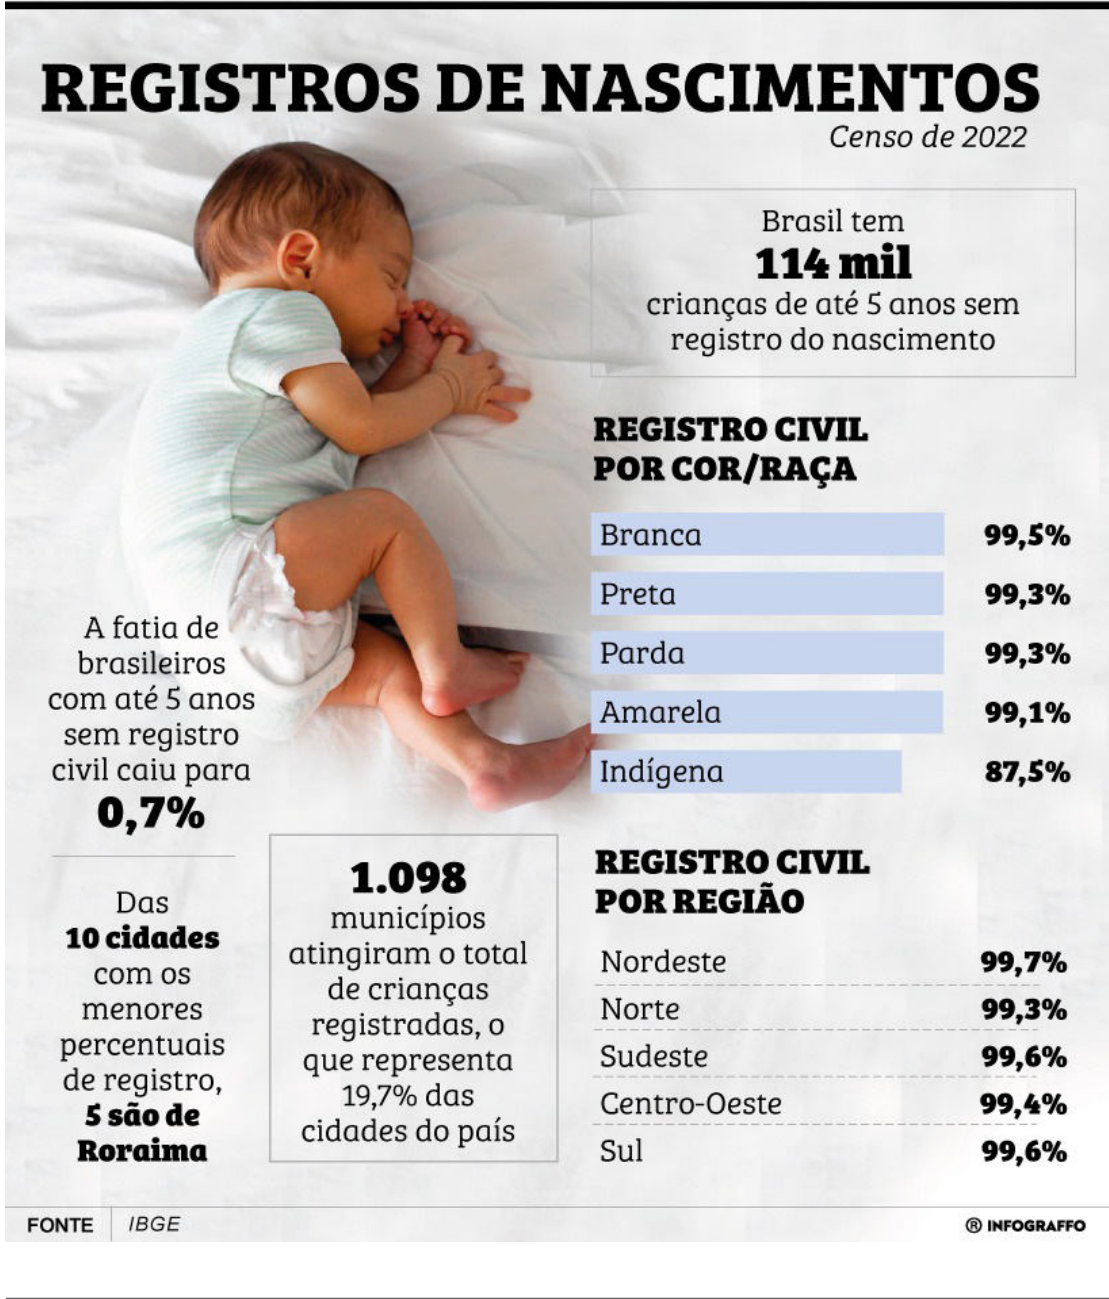 REGISTROS DE NASCIMENTOS
Censo de 2022
Brasil tem
114 mil
crianças de até 5 anos sem
registro do nascimento
REGISTRO CIVIL
POR COR/RAÇA
Branca 99,5%
Preta 99,3%
Parda 99,3%
Amarela 99,1%
Indígena 87,5%
A fatia de
brasileiros
com até 5 anos
sem registro
civil caiu para
0,7%
Das
10 cidades
com os
menores
percentuais
de registro,
5 são de
Roraima
1.098
municípios
atingiram o total
de crianças
registradas, o
que representa
19,7% das
cidades do país
REGISTRO CIVIL
POR REGIÃO
Nordeste 99,7%
Norte 99,3%
Sudeste 99,6%
Centro-Oeste 99,4%
Sul 99,6%
FONTE IBGE
® INFOGRAFFO